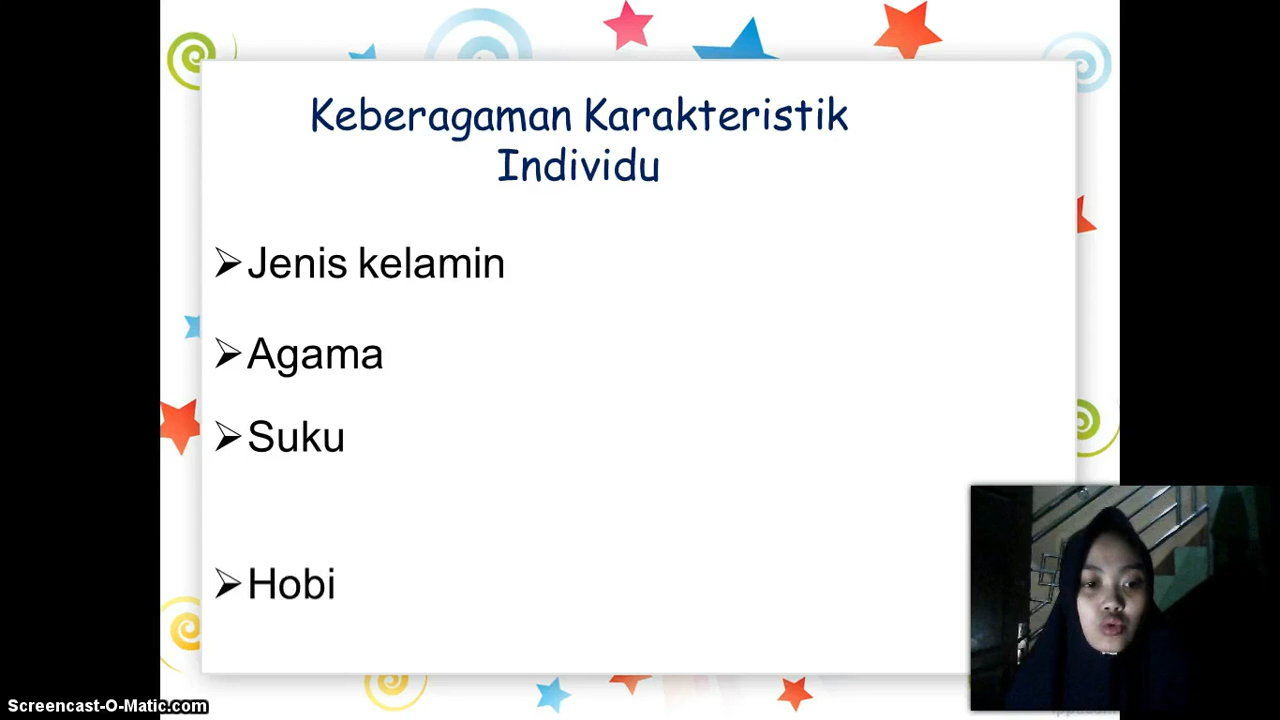 Keberagaman Karakteristik
Individu
➢Jenis kelamin
➢Agama
➢Suku
➢Hobi
Screencast-O-Matic.com